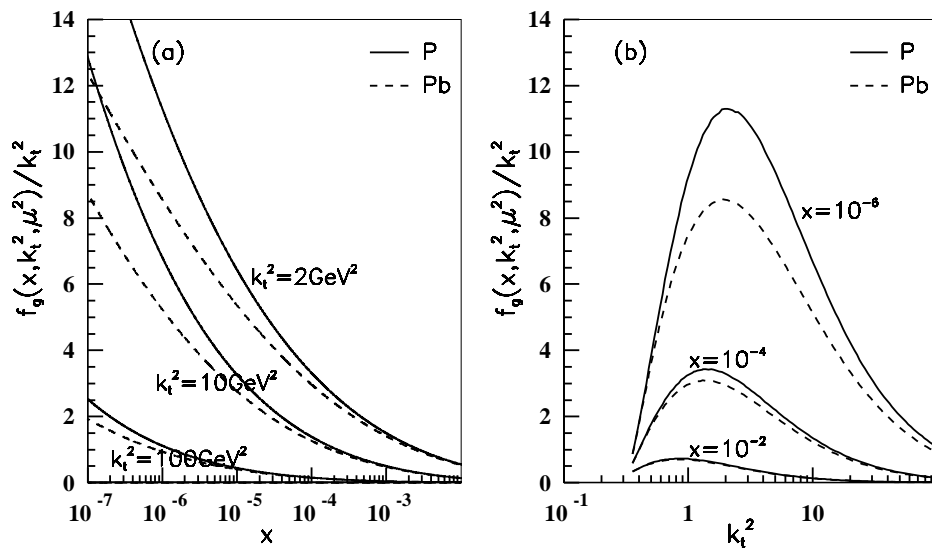 (a)
P
Pb
14
12
10
8
6
4
2
0
f_g(x,k_t^2,μ^2)/k_t^2
k_t^2=2GeV^2
k_t^2=10GeV^2
k_t^2=100GeV^2
10^-7
10^-6
10^-5
10^-4
10^-3
x
(b)
P
Pb
14
12
10
8
6
4
2
0
f_g(x,k_t^2,μ^2)/k_t^2
x=10^-6
x=10^-4
x=10^-2
10^-1
1
10
k_t^2